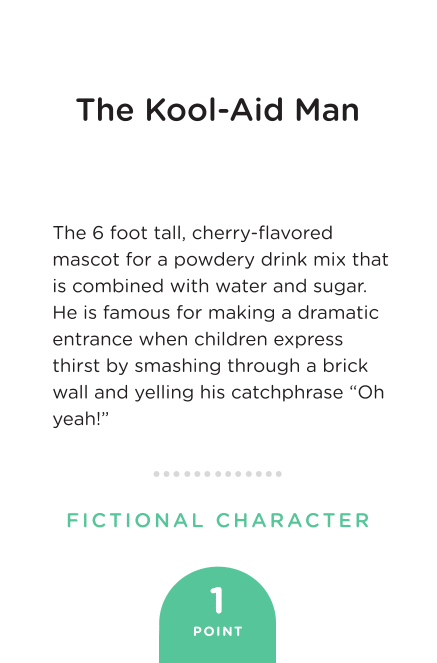 The Kool-Aid Man
The 6 foot tall, cherry-flavored
mascot for a powdery drink mix that
is combined with water and sugar.
He is famous for making a dramatic
entrance when children express
thirst by smashing through a brick
wall and yelling his catchphrase “Oh
yeah!”
FICTIONAL CHARACTER
1
POINT